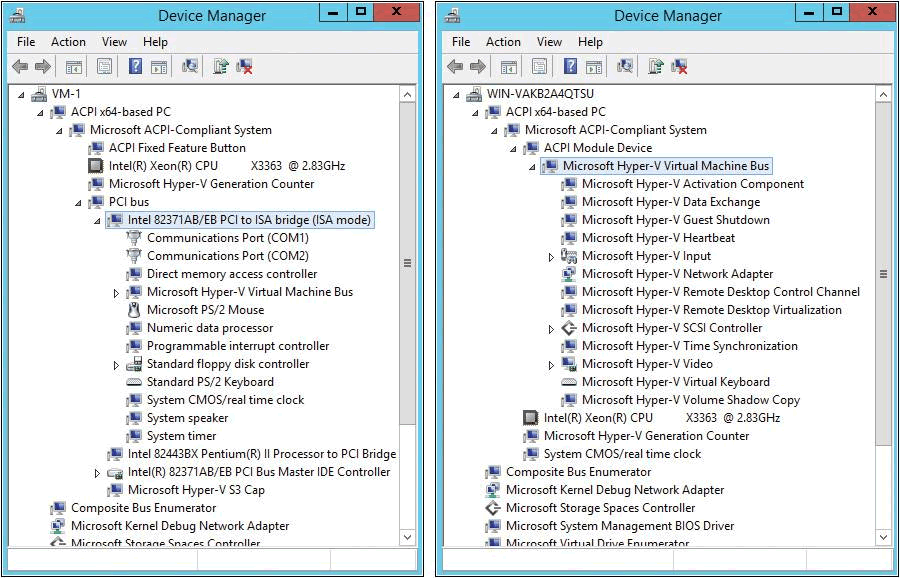 Device Manager
File Action View Help
VM-1
ACPI x64-based PC
Microsoft ACPI-Compliant System
ACPI Fixed Feature Button
Intel(R) Xeon(R) CPU X3363 @ 2.83GHz
Microsoft Hyper-V Generation Counter
PCI bus
Intel 82371AB/EB PCI to ISA bridge (ISA mode)
Communications Port (COM1)
Communications Port (COM2)
Direct memory access controller
Microsoft Hyper-V Virtual Machine Bus
Microsoft PS/2 Mouse
Numeric data processor
Programmable interrupt controller
Standard floppy disk controller
Standard PS/2 Keyboard
System CMOS/real time clock
System speaker
System timer
Intel 82443BX Pentium(R) II Processor to PCI Bridge
Intel(R) 82371AB/EB PCI Bus Master IDE Controller
Microsoft Hyper-V S3 Cap
Composite Bus Enumerator
Microsoft Kernel Debug Network Adapter
Microsoft Storage Spaces Controller
Device Manager
File Action View Help
WIN-VAKB2A4QTSU
ACPI x64-based PC
Microsoft ACPI-Compliant System
ACPI Module Device
Microsoft Hyper-V Virtual Machine Bus
Microsoft Hyper-V Activation Component
Microsoft Hyper-V Data Exchange
Microsoft Hyper-V Guest Shutdown
Microsoft Hyper-V Heartbeat
Microsoft Hyper-V Input
Microsoft Hyper-V Network Adapter
Microsoft Hyper-V Remote Desktop Control Channel
Microsoft Hyper-V Remote Desktop Virtualization
Microsoft Hyper-V SCSI Controller
Microsoft Hyper-V Time Synchronization
Microsoft Hyper-V Video
Microsoft Hyper-V Virtual Keyboard
Microsoft Hyper-V Volume Shadow Copy
Intel(R) Xeon(R) CPU X3363 @ 2.83GHz
Microsoft Hyper-V Generation Counter
System CMOS/real time clock
Composite Bus Enumerator
Microsoft Kernel Debug Network Adapter
Microsoft Storage Spaces Controller
Microsoft System Management BIOS Driver
Microsoft Virtual Drive Enumerator